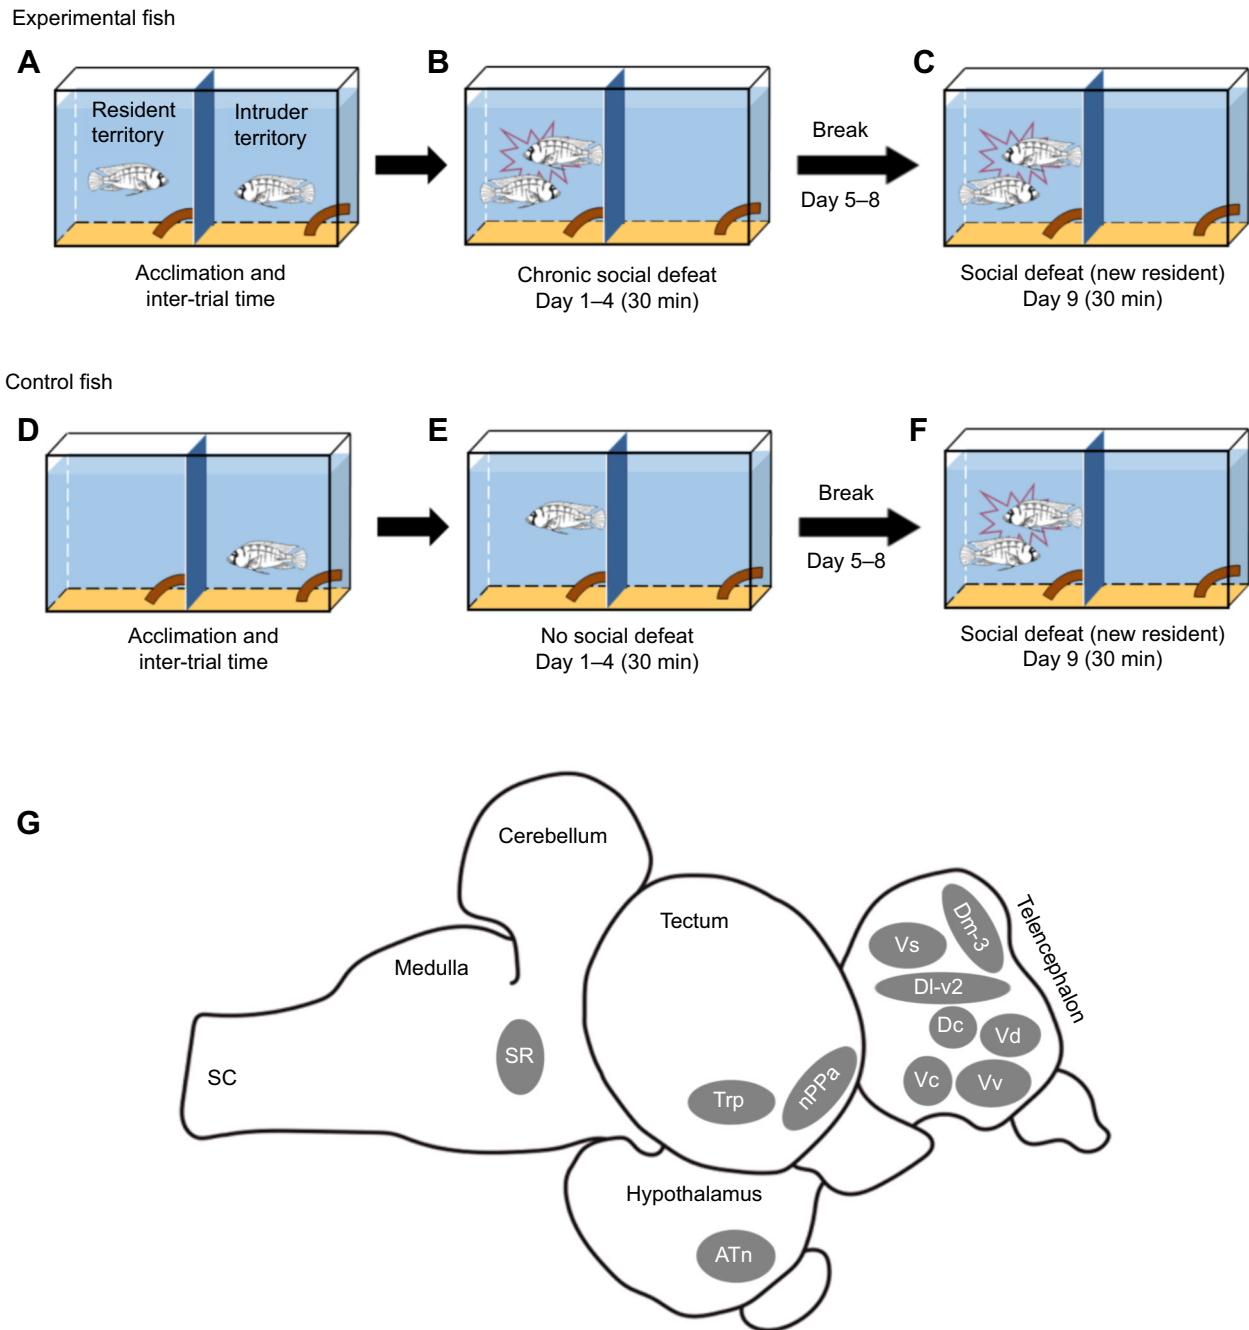 Experimental fish
A
B
C
Resident
territory
Intruder
territory
Break
Day 5–8
Acclimation and
inter-trial time
Chronic social defeat
Day 1–4 (30 min)
Social defeat (new resident)
Day 9 (30 min)
Control fish
D
E
F
Break
Day 5–8
Acclimation and
inter-trial time
No social defeat
Day 1–4 (30 min)
Social defeat (new resident)
Day 9 (30 min)
G
Cerebellum
Tectum
Telencephalon
Dm-3
Vs
Medulla
Dl-v2
Dc
Vd
SR
SC
Vc
Vv
Trp
nPPa
Hypothalamus
ATn